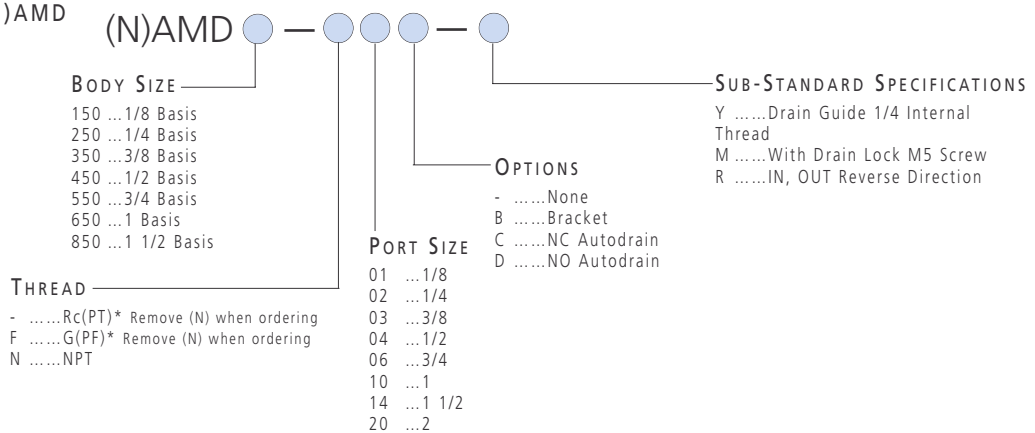 )AMD
(N)AMD — —
BODY SIZE
150 ...1/8 Basis
250 ...1/4 Basis
350 ...3/8 Basis
450 ...1/2 Basis
550 ...3/4 Basis
650 ...1 Basis
850 ...1 1/2 Basis
THREAD
- ......Rc(PT)* Remove (N) when ordering
F ......G(PF)* Remove (N) when ordering
N ......NPT
PORT SIZE
01 ...1/8
02 ...1/4
03 ...3/8
04 ...1/2
06 ...3/4
10 ...1
14 ...1 1/2
20 ...2
OPTIONS
- ......None
B ......Bracket
C ......NC Autodrain
D ......NO Autodrain
SUB-STANDARD SPECIFICATIONS
Y ......Drain Guide 1/4 Internal
Thread
M ......With Drain Lock M5 Screw
R ......IN, OUT Reverse Direction